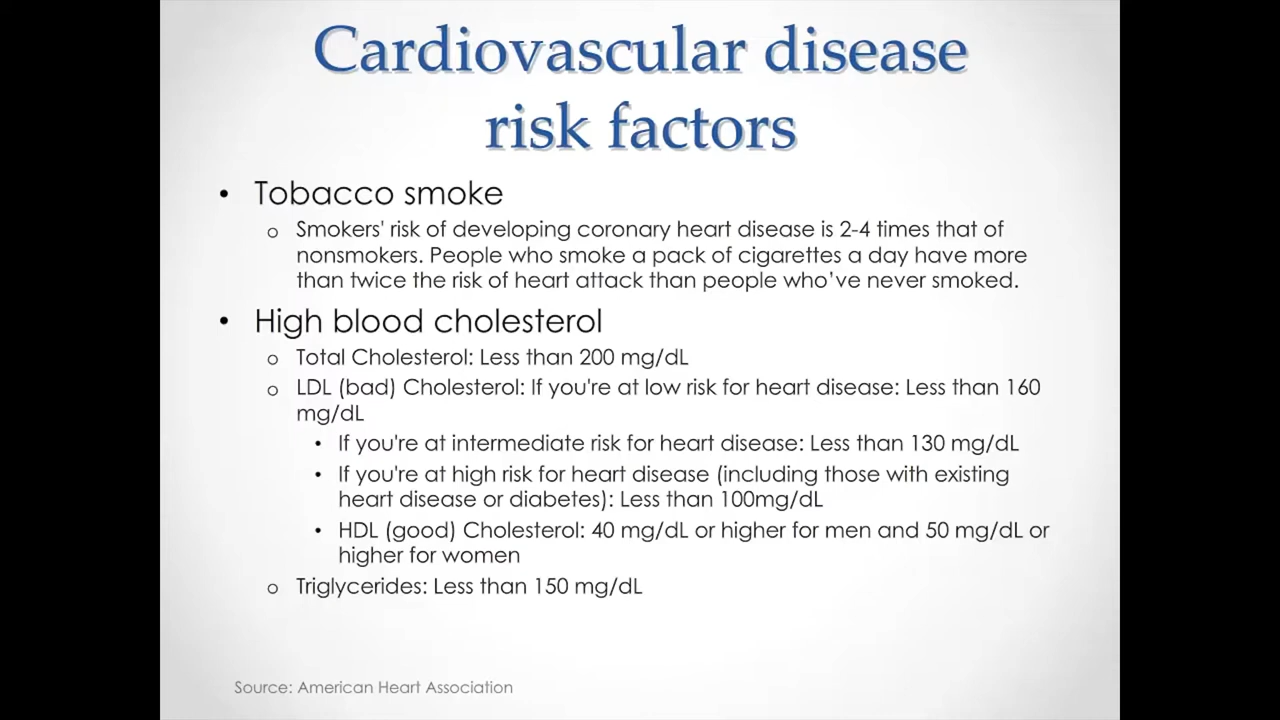 Cardiovascular disease
risk factors
• Tobacco smoke
o Smokers' risk of developing coronary heart disease is 2-4 times that of
nonsmokers. People who smoke a pack of cigarettes a day have more
than twice the risk of heart attack than people who’ve never smoked.
• High blood cholesterol
o Total Cholesterol: Less than 200 mg/dL
o LDL (bad) Cholesterol: If you're at low risk for heart disease: Less than 160
mg/dL
• If you're at intermediate risk for heart disease: Less than 130 mg/dL
• If you're at high risk for heart disease (including those with existing
heart disease or diabetes): Less than 100mg/dL
• HDL (good) Cholesterol: 40 mg/dL or higher for men and 50 mg/dL or
higher for women
o Triglycerides: Less than 150 mg/dL
Source: American Heart Association